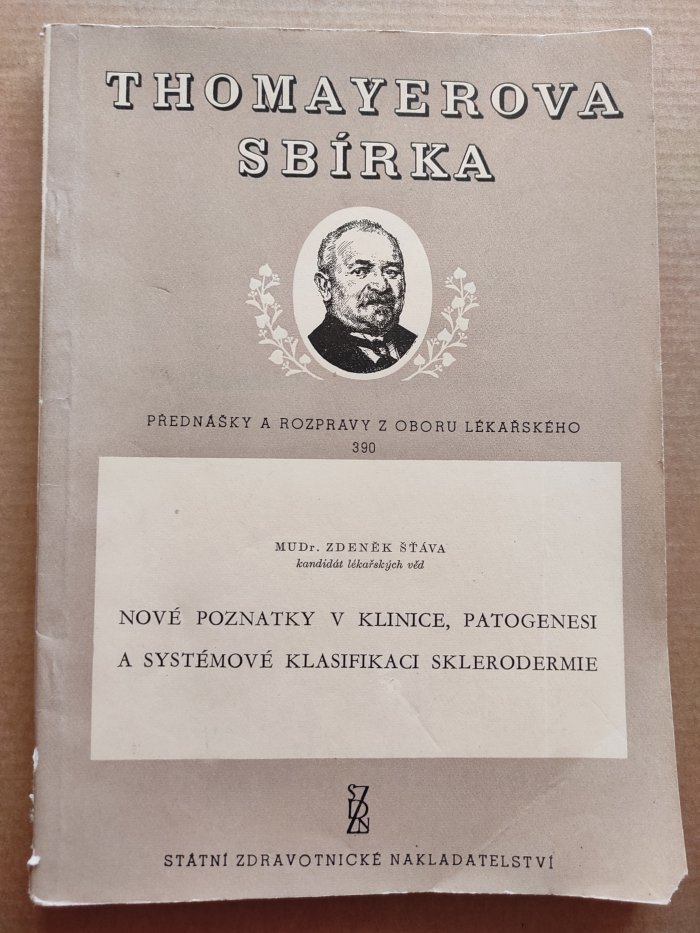 THOMAYEROVA
SBÍRKA
PŘEDNÁŠKY A ROZPRAVY Z OBORU LÉKAŘSKÉHO
390
MUDr. ZDENĚK ŠŤÁVA
kandidát lékařských věd
NOVÉ POZNATKY V KLINICE, PATOGENESI
A SYSTÉMOVÉ KLASIFIKACI SKLERODERMIE
SZDN
STÁTNÍ ZDRAVOTNICKÉ NAKLADATELSTVÍ